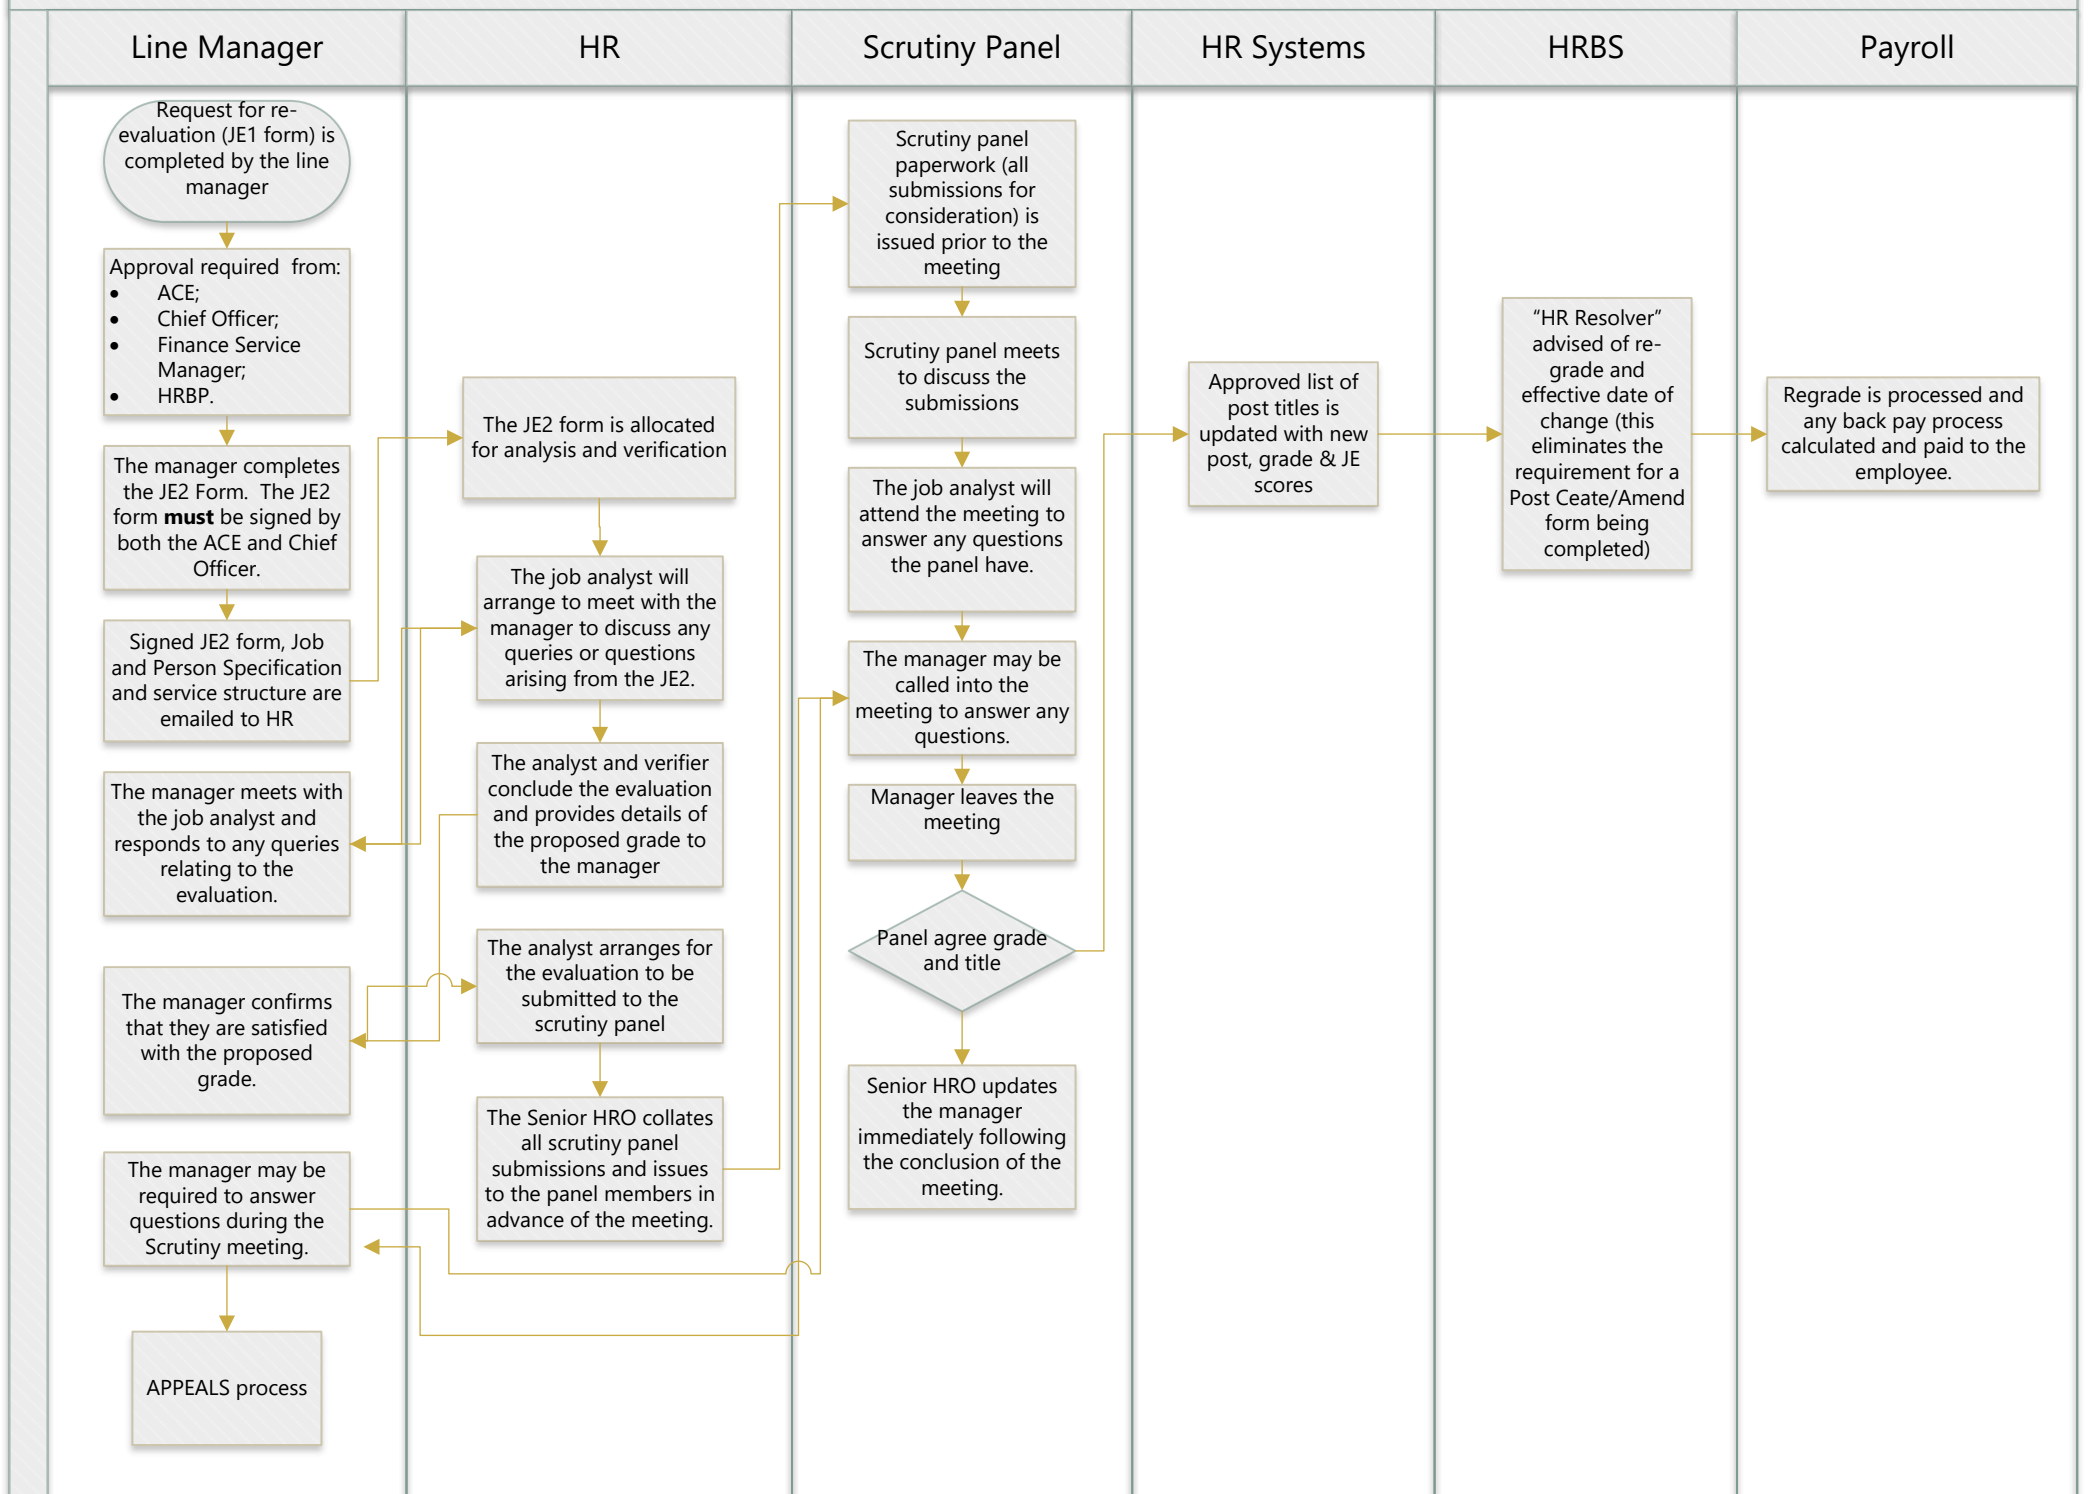 Line Manager
HR
Scrutiny Panel
HR Systems
HRBS
Payroll
Request for re-
evaluation (JE1 form) is
completed by the line
manager
Approval required  from:
• ACE;
• Chief Officer;
• Finance Service
Manager;
• HRBP.
The manager completes
the JE2 Form.  The JE2
form must be signed by
both the ACE and Chief
Officer.
Signed JE2 form, Job
and Person Specification
and service structure are
emailed to HR
The manager meets with
the job analyst and
responds to any queries
relating to the
evaluation.
The manager confirms
that they are satisfied
with the proposed
grade.
The manager may be
required to answer
questions during the
Scrutiny meeting.
APPEALS process
The JE2 form is allocated
for analysis and verification
The job analyst will
arrange to meet with the
manager to discuss any
queries or questions
arising from the JE2.
The analyst and verifier
conclude the evaluation
and provides details of
the proposed grade to
the manager
The analyst arranges for
the evaluation to be
submitted to the
scrutiny panel
The Senior HRO collates
all scrutiny panel
submissions and issues
to the panel members in
advance of the meeting.
Scrutiny panel
paperwork (all
submissions for
consideration) is
issued prior to the
meeting
Scrutiny panel meets
to discuss the
submissions
The job analyst will
attend the meeting to
answer any questions
the panel have.
The manager may be
called into the
meeting to answer any
questions.
Manager leaves the
meeting
Panel agree grade
and title
Senior HRO updates
the manager
immediately following
the conclusion of the
meeting.
Approved list of
post titles is
updated with new
post, grade & JE
scores
“HR Resolver”
advised of re-
grade and
effective date of
change (this
eliminates the
requirement for a
Post Ceate/Amend
form being
completed)
Regrade is processed and
any back pay process
calculated and paid to the
employee.